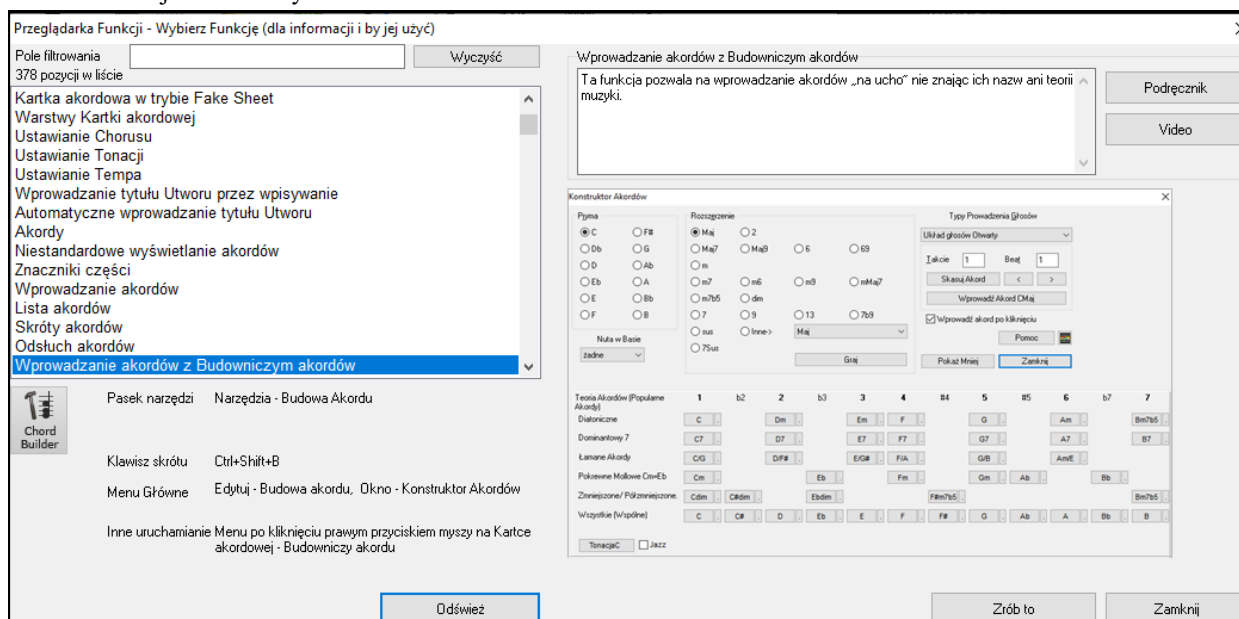 Przeglądarka Funkcji - Wybierz Funkcję (dla informacji i by jej użyć)
Pole filtrowania
Wyczyść
378 pozycji w liście
Kartka akordowa w trybie Fake Sheet
Warstwy Kartki akordowej
Ustawianie Chorusu
Ustawianie Tonacji
Ustawianie Tempa
Wprowadzanie tytułu Utworu przez wpisywanie
Automatyczne wprowadzanie tytułu Utworu
Akordy
Niestandardowe wyświetlanie akordów
Znaczniki części
Wprowadzanie akordów
Lista akordów
Skróty akordów
Odsłuch akordów
Wprowadzanie akordów z Budowniczym akordów
Chord
Builder
Pasek narzędzi Narzędzia - Budowa Akordu
Klawisz skrótu Ctrl+Shift+B
Menu Główne Edytuj - Budowa akordu, Okno - Konstruktor Akordów
Inne uruchamianie Menu po kliknięciu prawym przyciskiem myszy na Kartce
akordowej - Budowniczy akordu
Odśwież
Wprowadzanie akordów z Budowniczym akordów
Ta funkcja pozwala na wprowadzanie akordów „na ucho” nie znając ich nazw ani teorii
muzyki.
Podręcznik
Video
Konstruktor Akordów
Pryma
C F#
Db G
D Ab
Eb A
E Bb
F B
Nuta w Basie
żadne
Rozszerzenie
Maj 2
Maj7 Maj9 6 69
m
m7 m6 m9 mMaj7
m7b5 dm
7 9 13 7b9
sus Inne-> Maj
7Sus
Graj
Typy Prowadzenia Głosów
Układ głosów Otwarty
Takcie 1 Beat 1
Skasuj Akord < >
Wprowadź Akord CMaj
Wprowadź akord po kliknięciu
Pomoc
Pokaż Mniej Zamknij
Teoria Akordów (Popularne 1 b2 2 b3 3 4 #4 5 #5 6 b7 7
Akordy)
Diatoniczne C Dm Em F G Am Bm7b5
Dominantowy 7 C7 D7 E7 F7 G7 A7 B7
Łamane Akordy C/G D/F# E/G# F/A G/B Am/E
Pokrewne Mollowe Cm=Eb Cm Eb Fm Gm Ab Bb
Zmniejszone/ Półzmniejszone. Cdim C#dim Ebdim F#m7b5 Bm7b5
Wszystkie (Wspólne) C C# D Eb E F F# G Ab A Bb B
TonacjaC Jazz
Zrób to
Zamknij